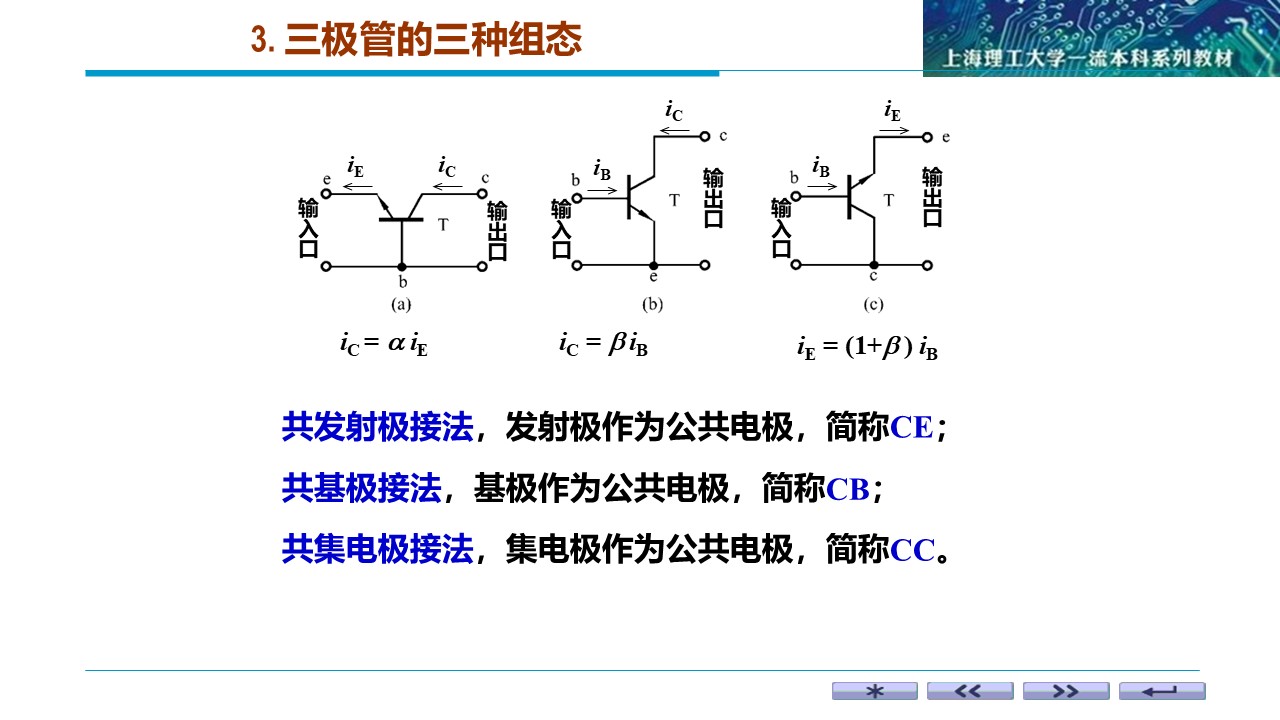 3. 三极管的三种组态
上海理工大学一流本科系列教材
e
iE
iC
c
输入口
T
输出口
b
(a)
iC
c
b
iB
输入口
T
输出口
e
(b)
iE
e
b
iB
输入口
T
输出口
c
(c)
iC = α iE
iC = β iB
iE = (1+β) iB
共发射极接法，发射极作为公共电极，简称CE；
共基极接法，基极作为公共电极，简称CB；
共集电极接法，集电极作为公共电极，简称CC。